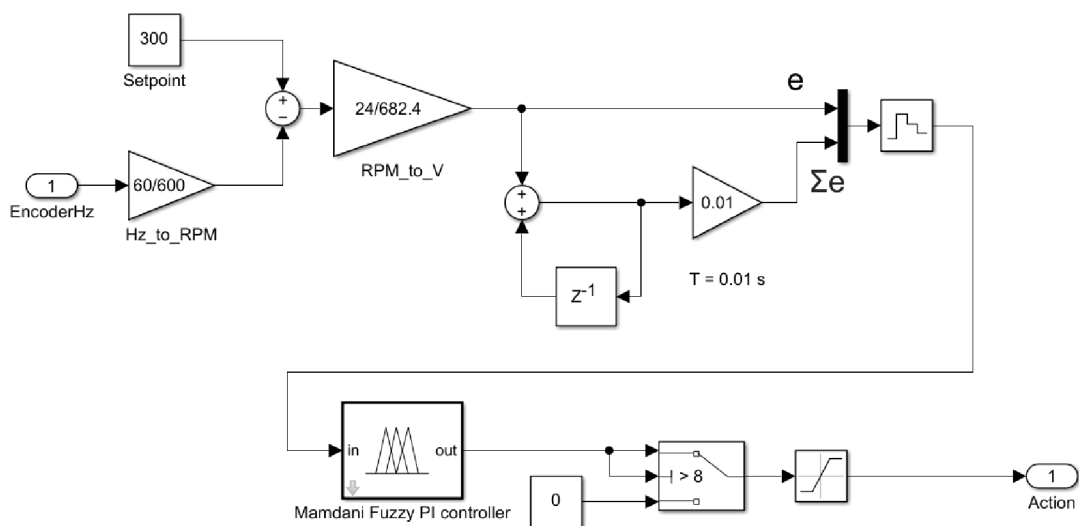 300
Setpoint
+
−
24/682.4
RPM_to_V
e
60/600
Hz_to_RPM
1
EncoderHz
+
+
0.01
Σe
T = 0.01 s
Z-1
in
out
Mamdani Fuzzy PI controller
> 8
0
1
Action